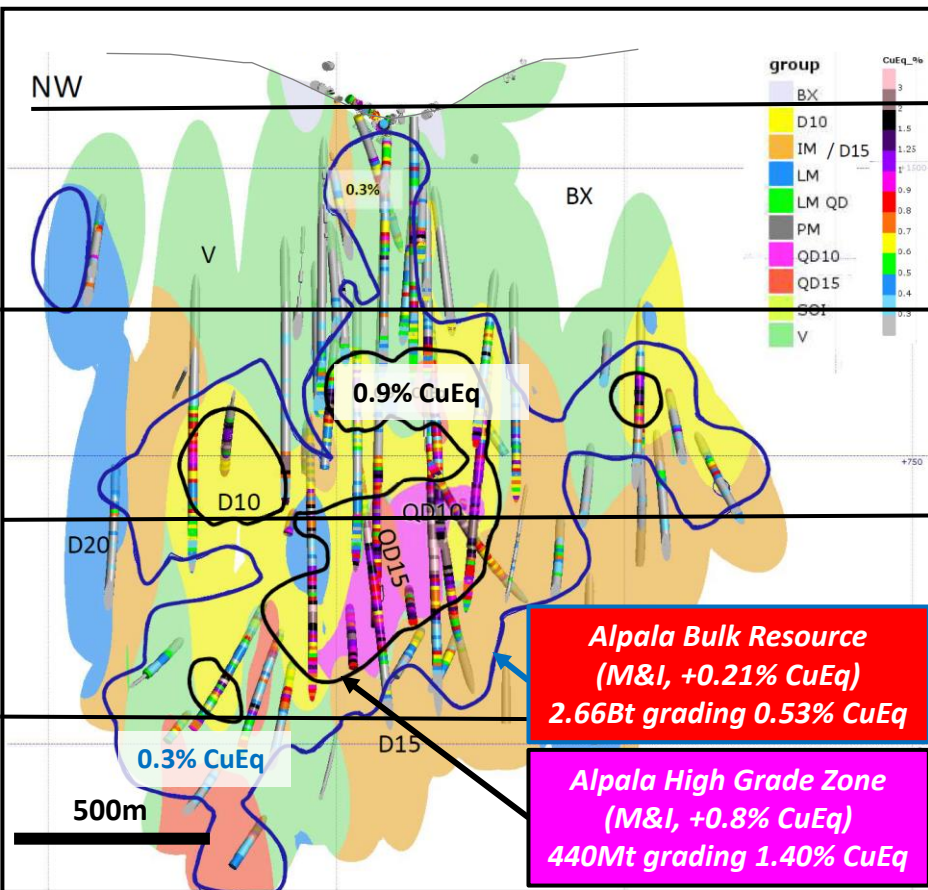 NW
group
BX
D10
IM / D15
LM
LM QD
PM
QD10
QD15
SOI
V
CuEq_%
3
2
1.5
1.25
1
0.9
0.8
0.7
0.6
0.5
0.4
0.3
0.3%
BX
V
0.9% CuEq
+750
D10
QD10
QD15
D20
D15
0.3% CuEq
500m
Alpala Bulk Resource
(M&I, +0.21% CuEq)
2.66Bt grading 0.53% CuEq
Alpala High Grade Zone
(M&I, +0.8% CuEq)
440Mt grading 1.40% CuEq